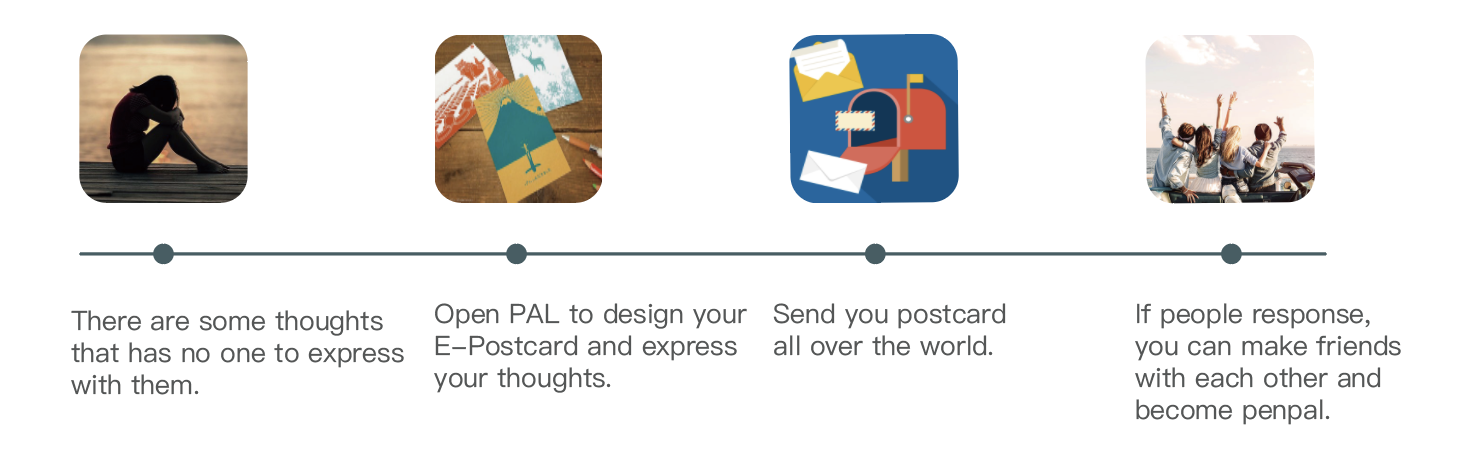 There are some thoughts
that has no one to express
with them.
Open PAL to design your
E-Postcard and express
your thoughts.
Send you postcard
all over the world.
If people response,
you can make friends
with each other and
become penpal.